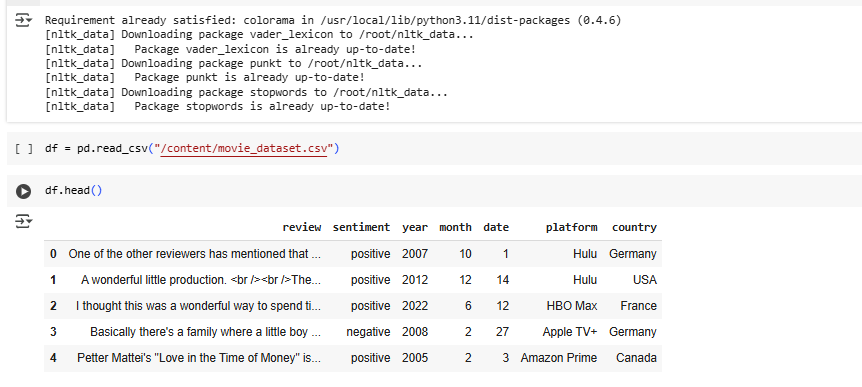 Requirement already satisfied: colorama in /usr/local/lib/python3.11/dist-packages (0.4.6)
[nltk_data] Downloading package vader_lexicon to /root/nltk_data...
[nltk_data]   Package vader_lexicon is already up-to-date!
[nltk_data] Downloading package punkt to /root/nltk_data...
[nltk_data]   Package punkt is already up-to-date!
[nltk_data] Downloading package stopwords to /root/nltk_data...
[nltk_data]   Package stopwords is already up-to-date!
[ ] df = pd.read_csv("/content/movie_dataset.csv")
df.head()
review sentiment year month date platform country
0 One of the other reviewers has mentioned that ... positive 2007 10 1 Hulu Germany
1 A wonderful little production. <br /><br />The... positive 2012 12 14 Hulu USA
2 I thought this was a wonderful way to spend ti... positive 2022 6 12 HBO Max France
3 Basically there's a family where a little boy ... negative 2008 2 27 Apple TV+ Germany
4 Petter Mattei's "Love in the Time of Money" is... positive 2005 2 3 Amazon Prime Canada